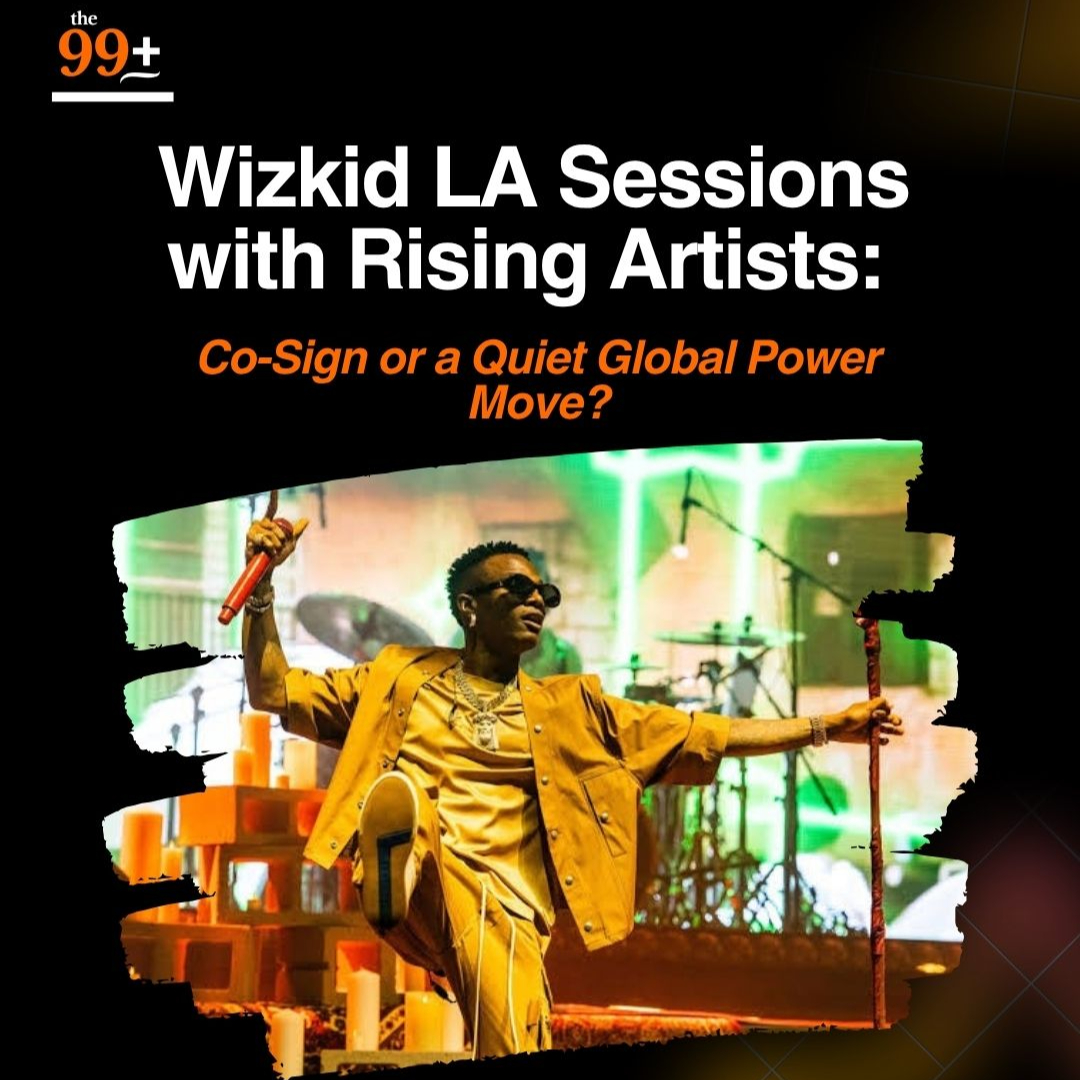 the
99+
Wizkid LA Sessions
with Rising Artists:
Co-Sign or a Quiet Global Power
Move?